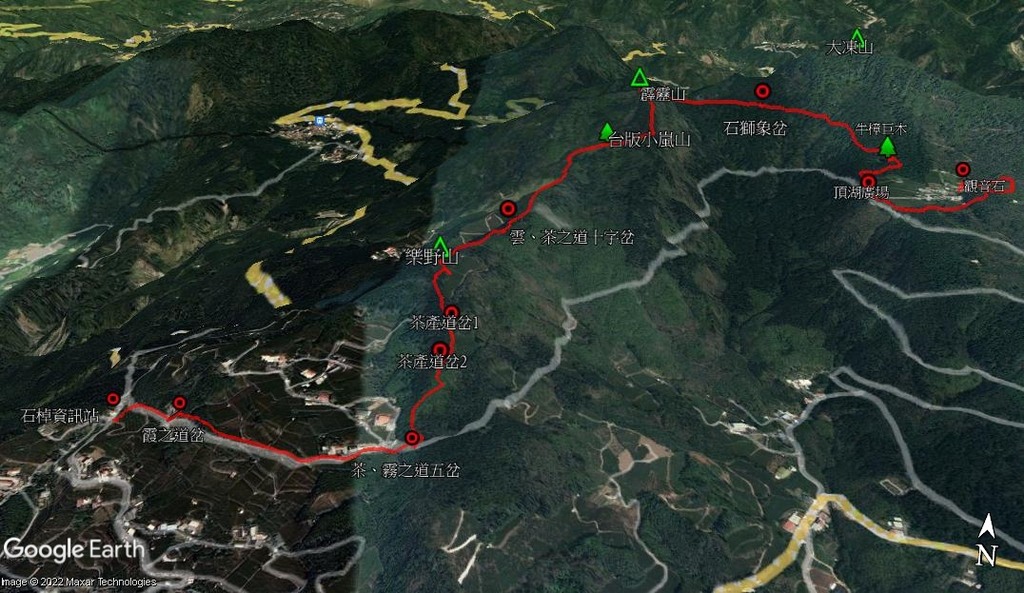 大凍山
霹靂山
石獅象岔
牛樟巨木
台版小嵐山
觀音石
頂湖廣場
雲、茶之道十字岔
樂野山
茶產道岔1
茶產道岔2
石棹資訊站
霞之道岔
茶、霧之道五岔
N
Google Earth
Image © 2022 Maxar Technologies